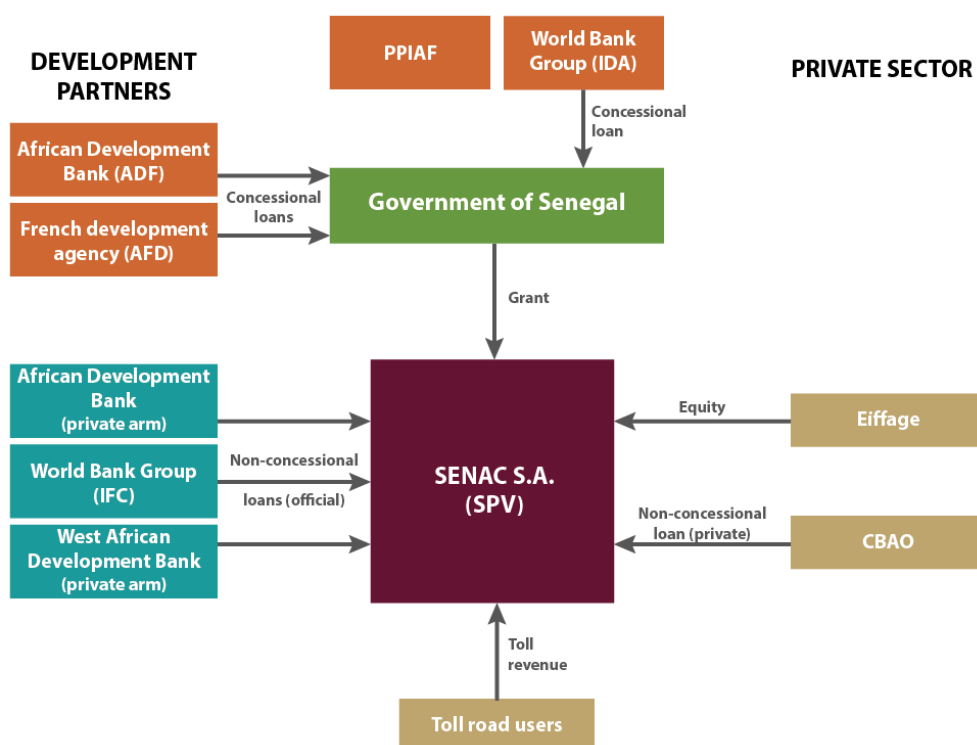 DEVELOPMENT
PARTNERS
PPIAF
World Bank
Group (IDA)
PRIVATE SECTOR
Concessional
loan
African Development
Bank (ADF)
Concessional
loans
French development
agency (AFD)
Government of Senegal
Grant
African Development
Bank
(private arm)
World Bank Group
(IFC)
West African
Development Bank
(private arm)
Non-concessional
loans (official)
SENAC S.A.
(SPV)
Equity
Eiffage
Non-concessional
loan (private)
CBAO
Toll
revenue
Toll road users